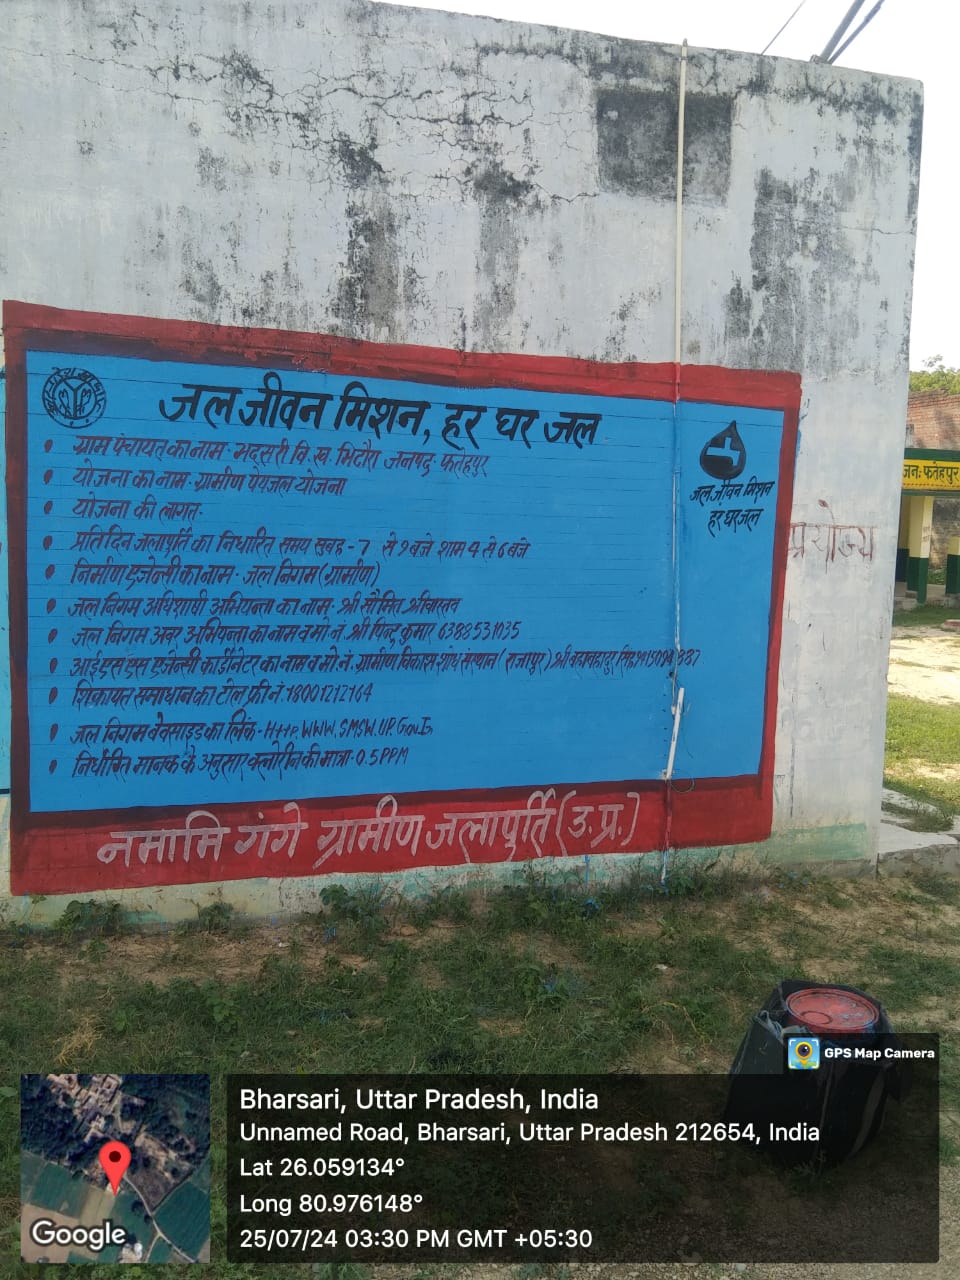 जल जीवन मिशन, हर घर जल
ग्राम पंचायत का नाम- भदसरी वि.ख. भिटौरा जनपद- फतेहपुर
योजना का नाम- ग्रामीण पेयजल योजना
योजना की लागत-
प्रतिदिन जलापूर्ति का निर्धारित समय सुबह - 7 से 9 बजे शाम 4 से 6 बजे
निर्माण एजेन्सी का नाम- जल निगम (ग्रामीण)
जल निगम अधिशाषी अभियन्ता का नाम- श्री सौमित श्रीवास्तव
जल निगम अवर अभियन्ता का नाम व मो.नं. श्री पिन्टू कुमार 6388531035
आई एस एस एजेन्सी कार्डीनेटर का नाम व मो.नं. ग्रामीण विकास शोध संस्थान (राजापुर) श्री
शिकायत समाधान का टोल फ्री नं. 18001212164
जल निगम बेवसाइड का लिंक- Http. WWW. SMSW. UP. Gov. In
निर्धारित मानक के अनुसार क्लोरीन की मात्रा- 0.5 PPM
नमामि गंगे ग्रामीण जलापूर्ति (उ.प्र.)
जल जीवन मिशन
हर घर जल
प्रयोज्य
जन: फतेहपुर
GPS Map Camera
Bharsari, Uttar Pradesh, India
Unnamed Road, Bharsari, Uttar Pradesh 212654, India
Lat 26.059134°
Long 80.976148°
25/07/24 03:30 PM GMT +05:30
Google